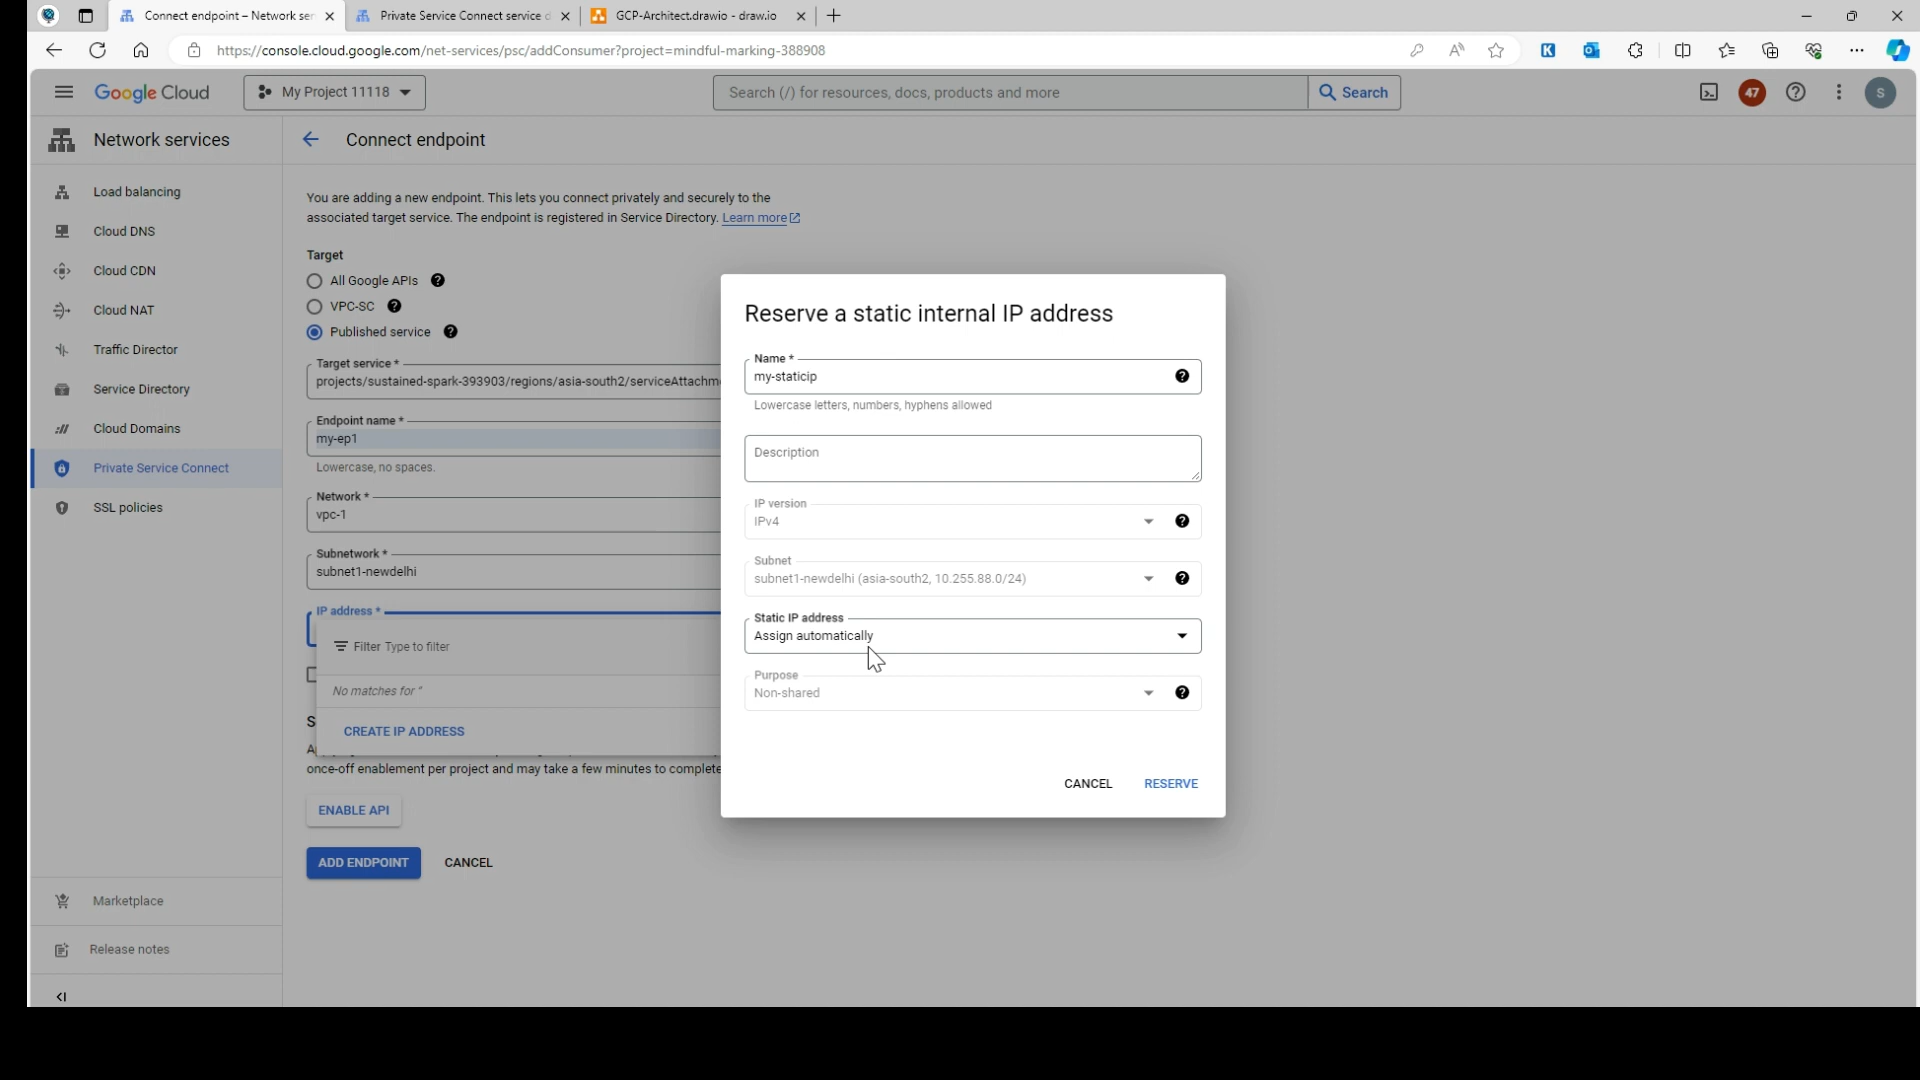 Connect endpoint – Network ser
Private Service Connect service d
GCP-Architect.drawio - draw.io
https://console.cloud.google.com/net-services/psc/addConsumer?project=mindful-marking-388908
Google Cloud
My Project 11118
Search (/) for resources, docs, products and more
Search
47
S
Network services
Connect endpoint
Load balancing
Cloud DNS
Cloud CDN
Cloud NAT
Traffic Director
Service Directory
Cloud Domains
Private Service Connect
SSL policies
Marketplace
Release notes
You are adding a new endpoint. This lets you connect privately and securely to the
associated target service. The endpoint is registered in Service Directory. Learn more
Target
All Google APIs
VPC-SC
Published service
Target service *
projects/sustained-spark-393903/regions/asia-south2/serviceAttachm
Endpoint name *
my-ep1
Lowercase, no spaces.
Network *
vpc-1
Subnetwork *
subnet1-newdelhi
IP address *
Filter Type to filter
No matches for "
CREATE IP ADDRESS
once-off enablement per project and may take a few minutes to complete
ENABLE API
ADD ENDPOINT
CANCEL
Reserve a static internal IP address
Name *
my-staticip
Lowercase letters, numbers, hyphens allowed
Description
IP version
IPv4
Subnet
subnet1-newdelhi (asia-south2, 10.255.88.0/24)
Static IP address
Assign automatically
Purpose
Non-shared
CANCEL
RESERVE